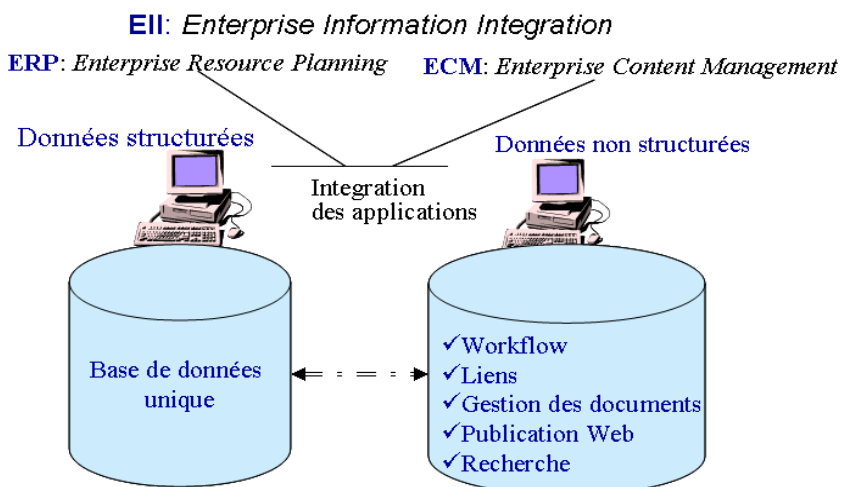 EII: Enterprise Information Integration
ERP: Enterprise Resource Planning
ECM: Enterprise Content Management
Données structurées
Données non structurées
Integration
des applications
Base de données
unique
✓Workflow
✓Liens
✓Gestion des documents
✓Publication Web
✓Recherche